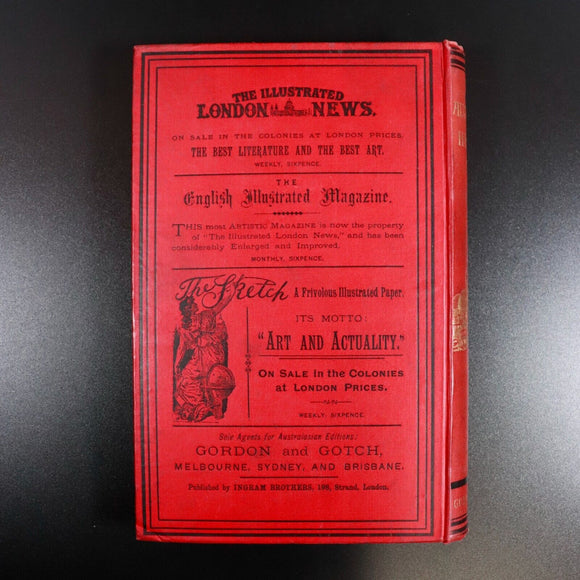 THE ILLUSTRATED
LONDON NEWS.
ON SALE IN THE COLONIES AT LONDON PRICES.
THE BEST LITERATURE AND THE BEST ART.
WEEKLY, SIXPENCE.
THE
English Illustrated Magazine.
THIS most ARTISTIC MAGAZINE is now the property
of "The Illustrated London News," and has been
considerably Enlarged and Improved.
MONTHLY, SIXPENCE.
The Sketch A Frivolous Illustrated Paper.
ITS MOTTO:
"ART AND ACTUALITY."
ON SALE In the COLONIES
at LONDON PRICES.
WEEKLY, SIXPENCE.
Sole Agents for Australasian Editions:
GORDON and GOTCH,
MELBOURNE, SYDNEY, AND BRISBANE.
Published by INGRAM BROTHERS, 198, Strand, London.